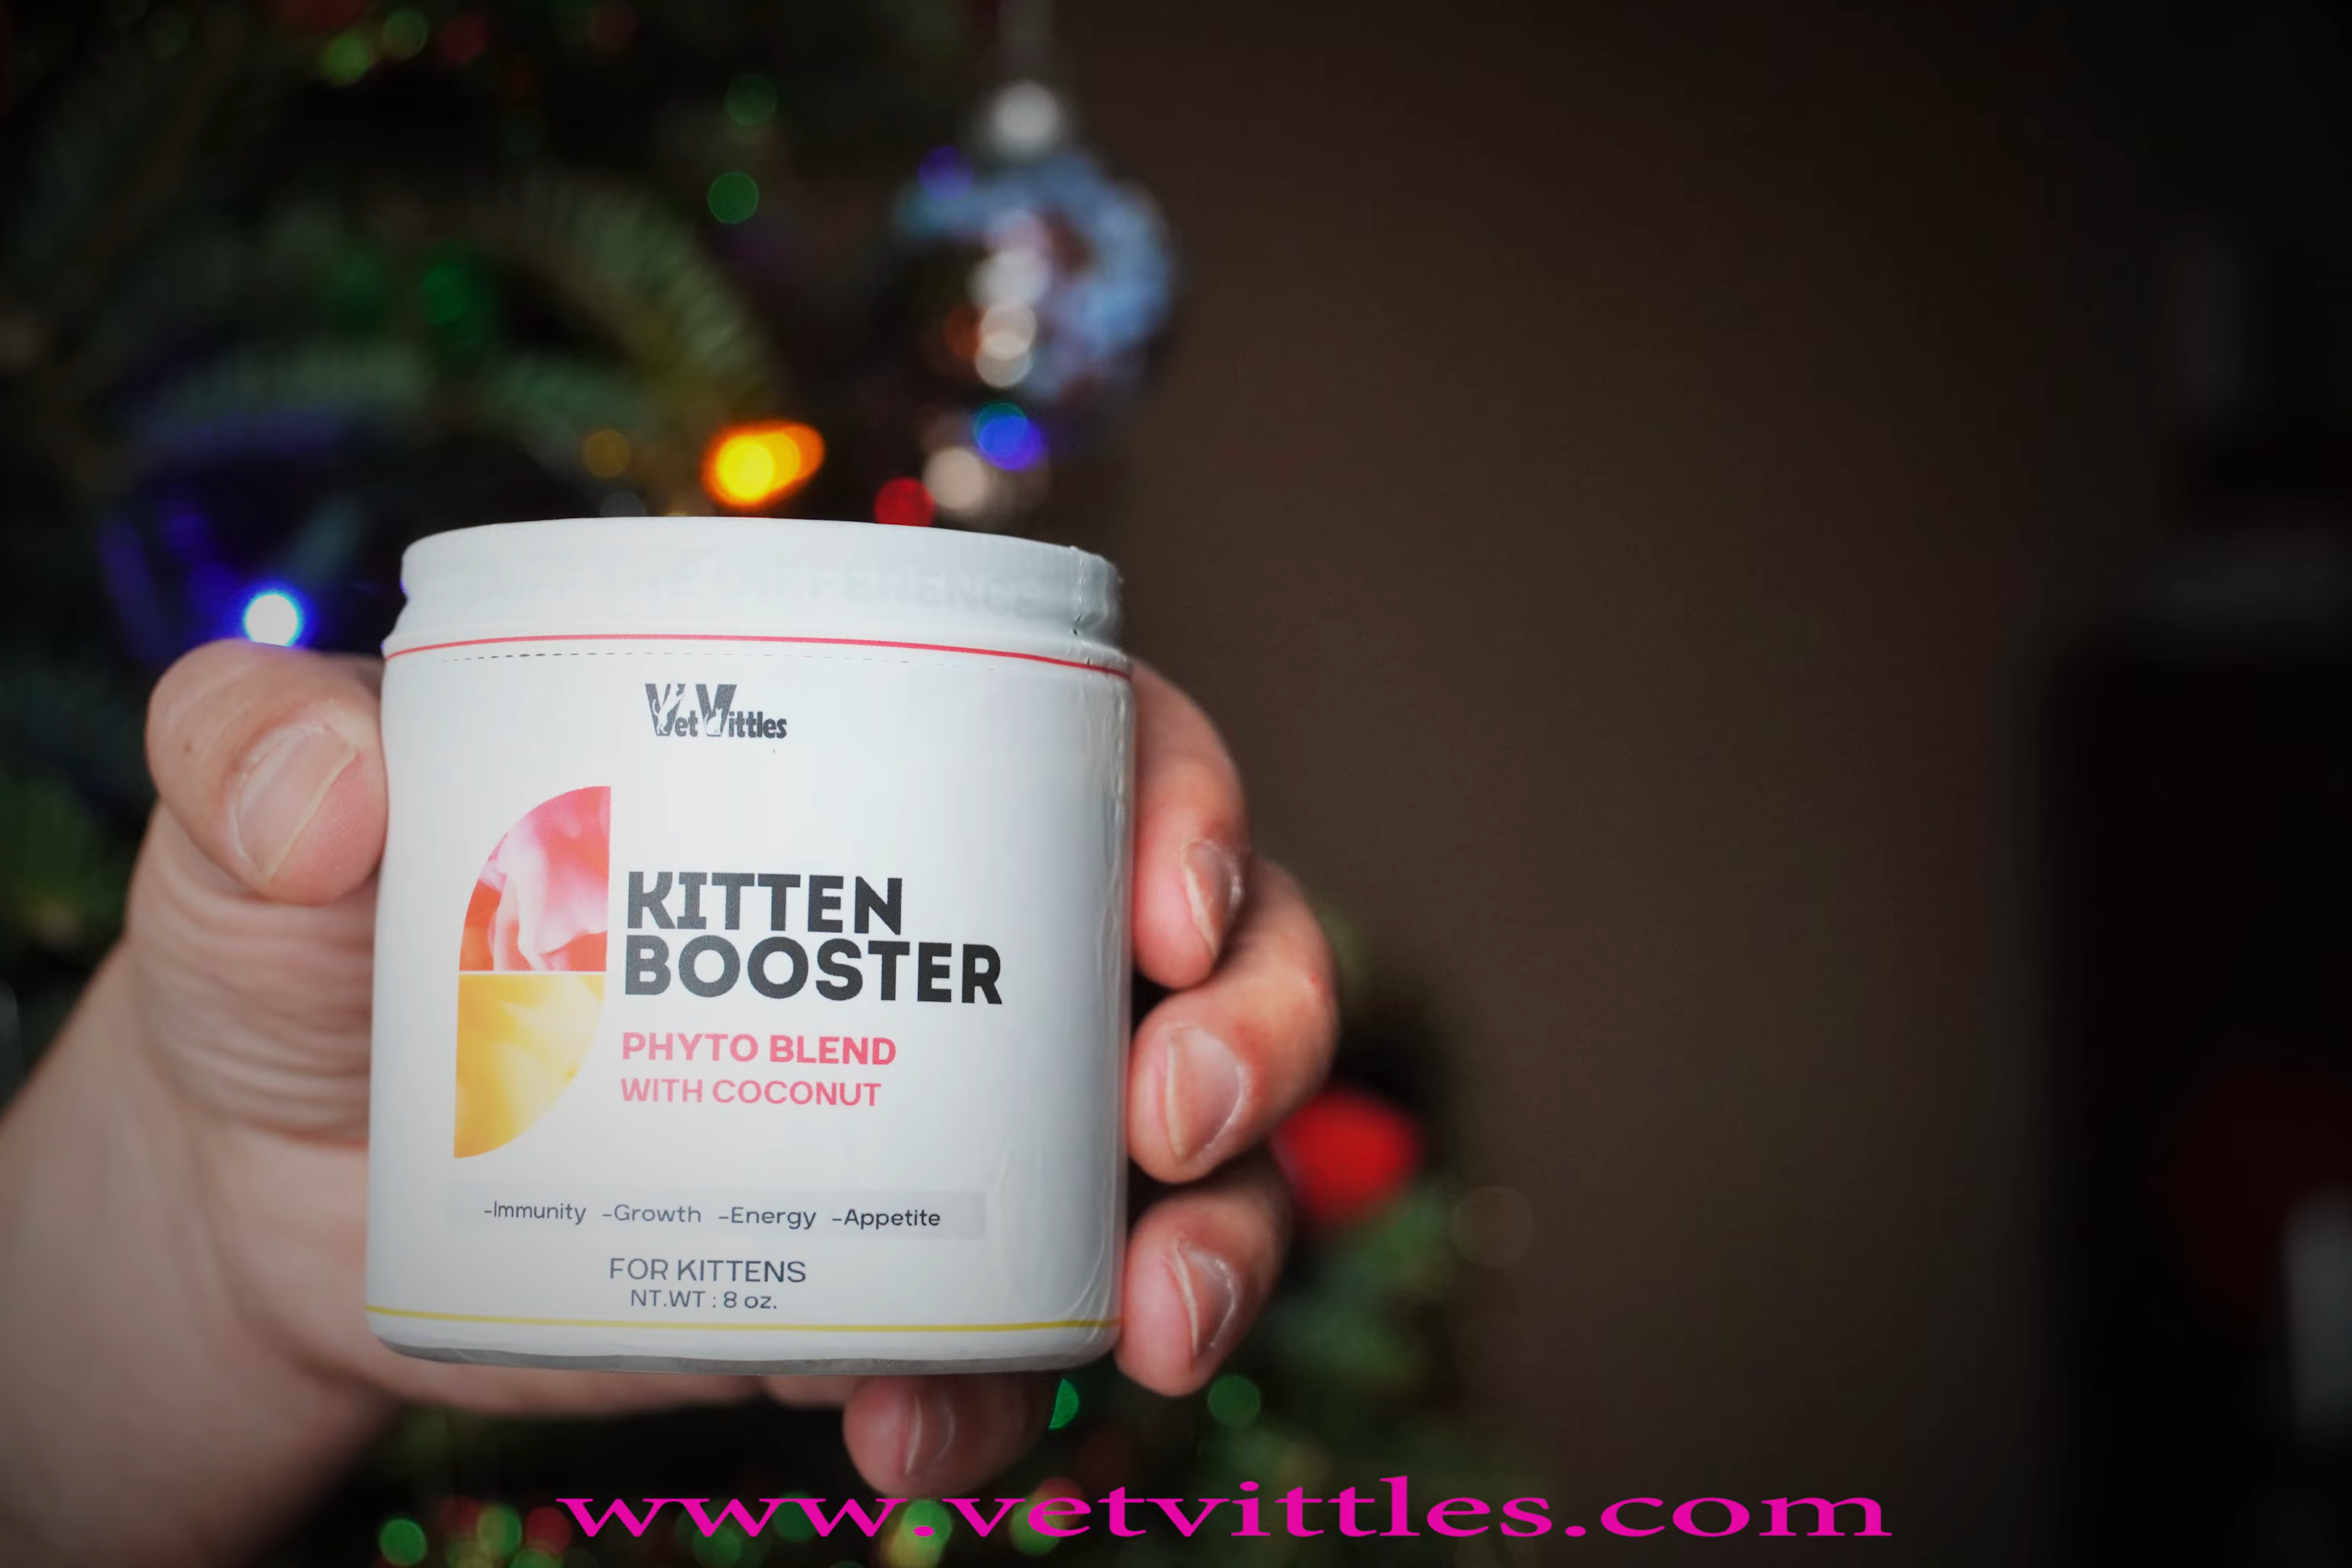 VetVittles
KITTEN
BOOSTER
PHYTO BLEND
WITH COCONUT
-Immunity -Growth -Energy -Appetite
FOR KITTENS
NT.WT : 8 oz.
www.vetvittles.com